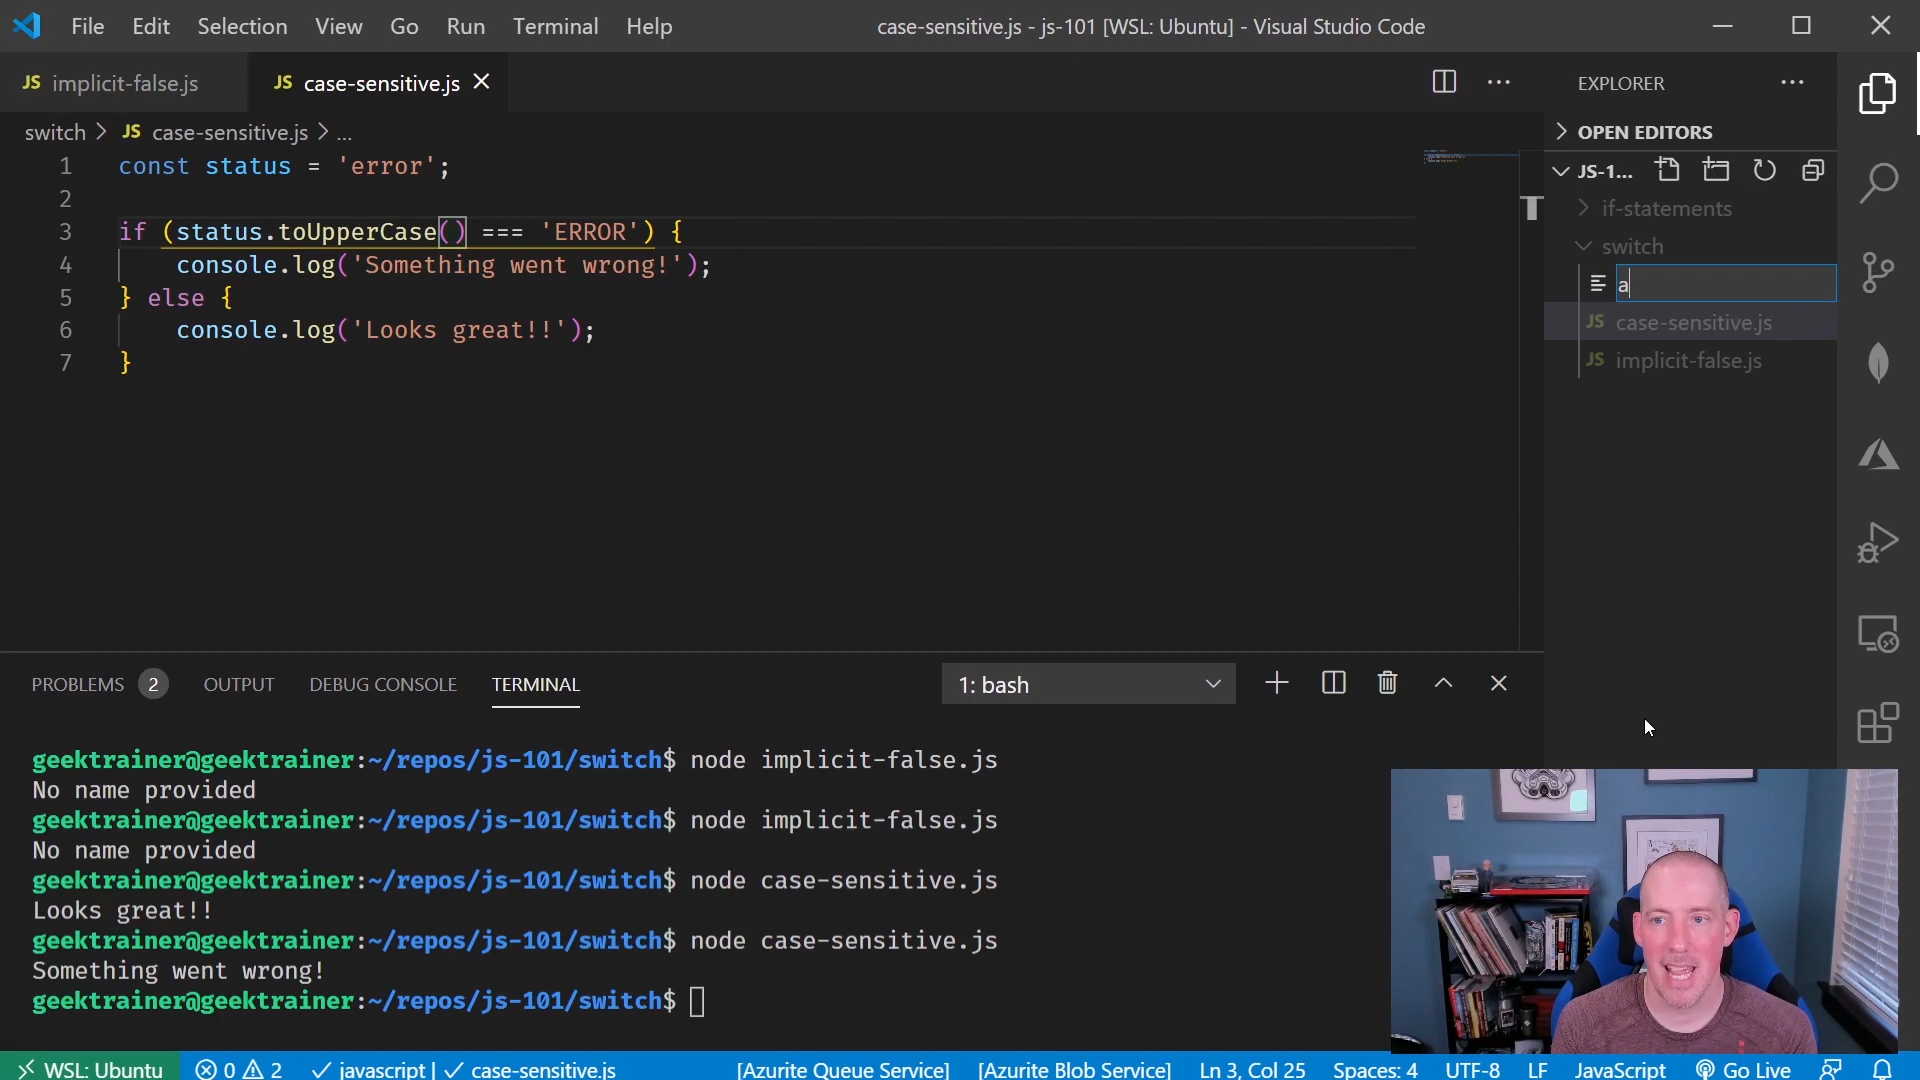 File Edit Selection View Go Run Terminal Help
case-sensitive.js - js-101 [WSL: Ubuntu] - Visual Studio Code
JS implicit-false.js
JS case-sensitive.js
switch > JS case-sensitive.js > ...
1 const status = 'error';
2
3 if (status.toUpperCase() === 'ERROR') {
4 console.log('Something went wrong!');
5 } else {
6 console.log('Looks great!!');
7 }
EXPLORER
OPEN EDITORS
JS-1...
if-statements
switch
a
JS case-sensitive.js
JS implicit-false.js
PROBLEMS 2 OUTPUT DEBUG CONSOLE TERMINAL
1: bash
geektrainer@geektrainer:~/repos/js-101/switch$ node implicit-false.js
No name provided
geektrainer@geektrainer:~/repos/js-101/switch$ node implicit-false.js
No name provided
geektrainer@geektrainer:~/repos/js-101/switch$ node case-sensitive.js
Looks great!!
geektrainer@geektrainer:~/repos/js-101/switch$ node case-sensitive.js
Something went wrong!
geektrainer@geektrainer:~/repos/js-101/switch$
WSL: Ubuntu 0 2 javascript | case-sensitive.js [Azurite Queue Service] [Azurite Blob Service] Ln 3, Col 25 Spaces: 4 UTF-8 LF JavaScript Go Live